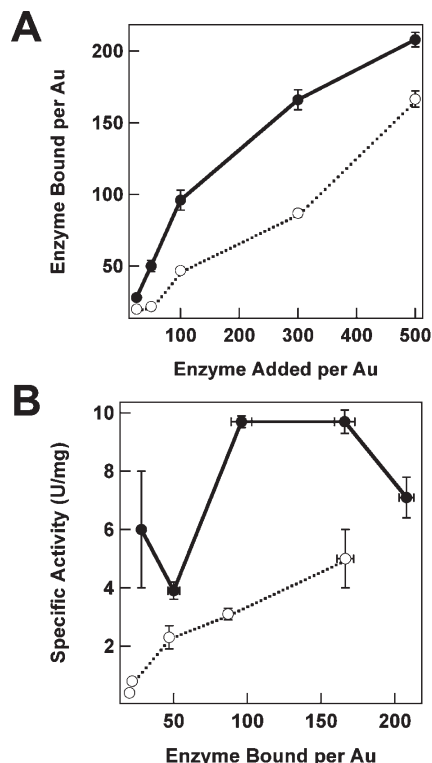 A
200
150
100
50
Enzyme Bound per Au
100 200 300 400 500
Enzyme Added per Au
B
10
8
6
4
2
Specific Activity (U/mg)
50 100 150 200
Enzyme Bound per Au